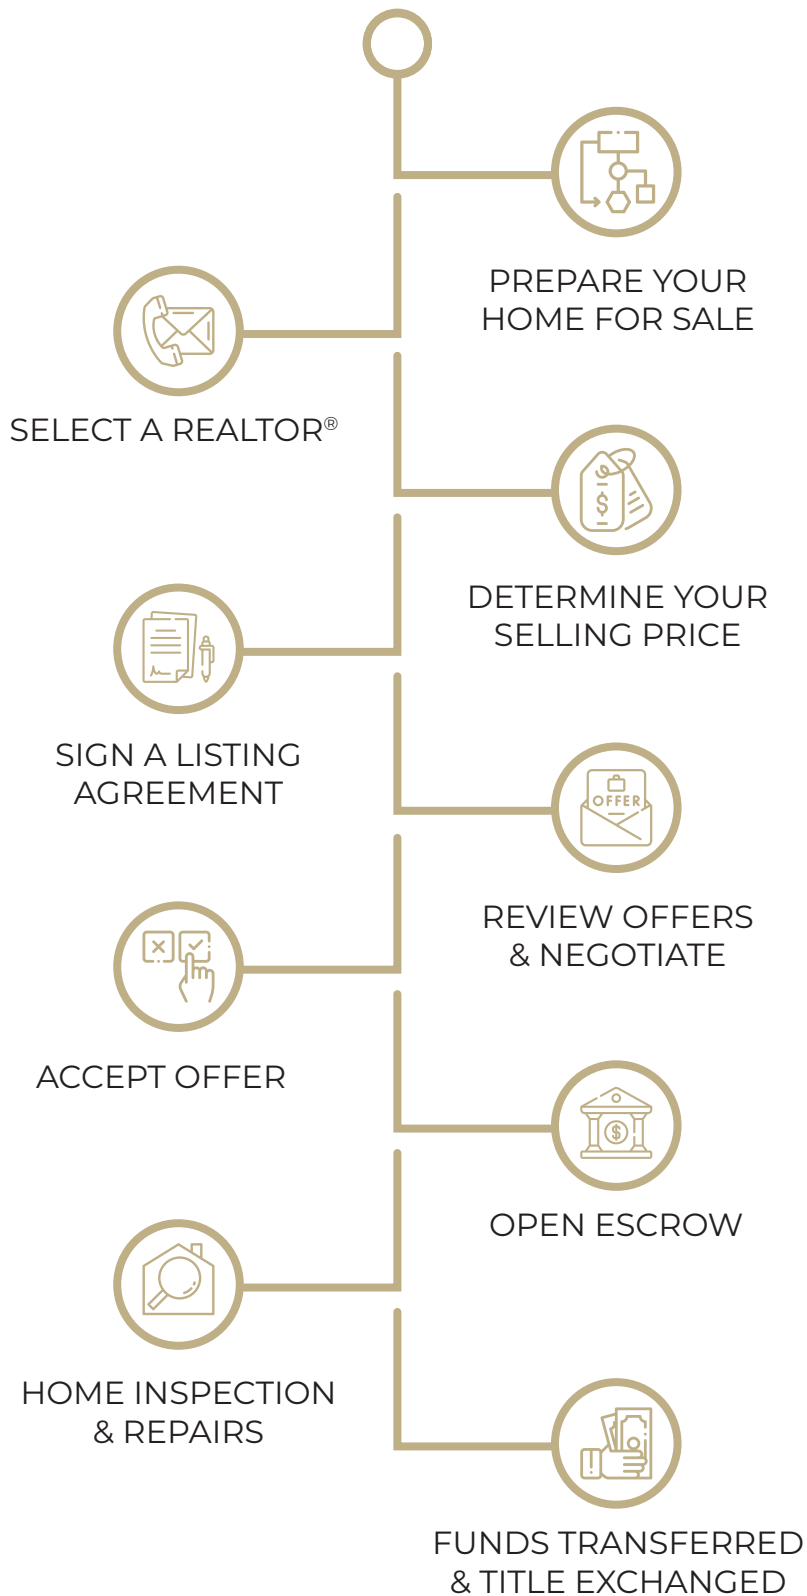 PREPARE YOUR
HOME FOR SALE
SELECT A REALTOR®
$
DETERMINE YOUR
SELLING PRICE
SIGN A LISTING
AGREEMENT
OFFER
REVIEW OFFERS
& NEGOTIATE
ACCEPT OFFER
$
OPEN ESCROW
HOME INSPECTION
& REPAIRS
FUNDS TRANSFERRED
& TITLE EXCHANGED